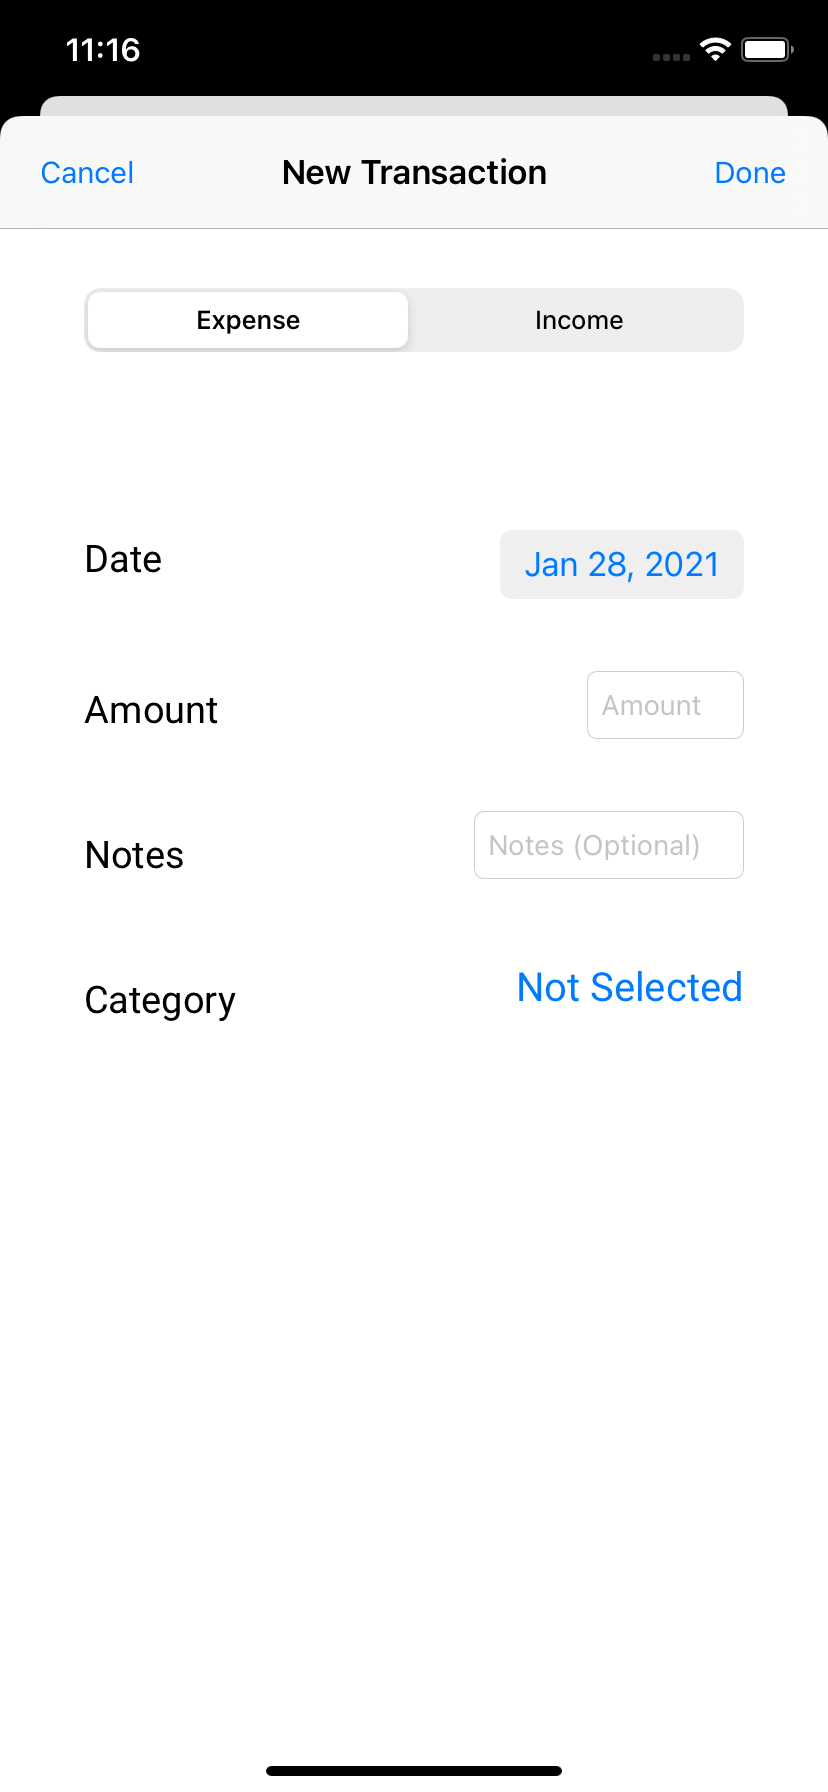 11:16
Cancel New Transaction Done
Expense Income
Date Jan 28, 2021
Amount Amount
Notes Notes (Optional)
Category Not Selected